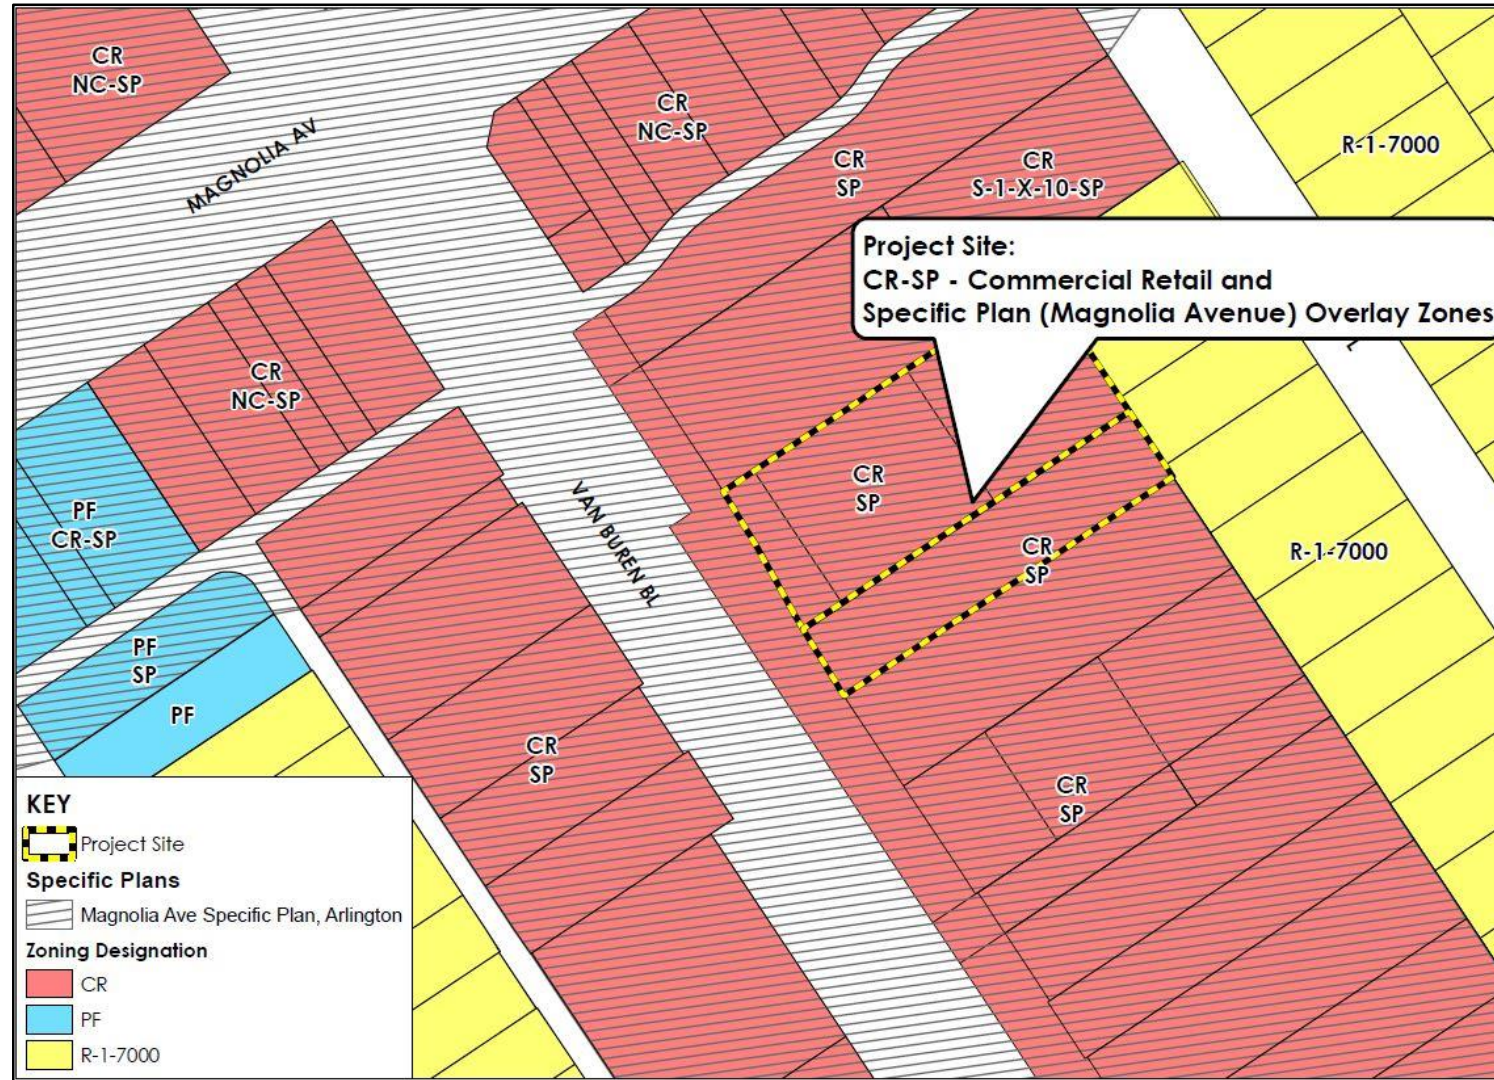 CR
NC-SP
MAGNOLIA AV
CR
NC-SP
CR
SP
CR
S-1-X-10-SP
R-1-7000
Project Site:
CR-SP - Commercial Retail and
Specific Plan (Magnolia Avenue) Overlay Zones
CR
NC-SP
PF
CR-SP
VAN BUREN BL
CR
SP
CR
SP
R-1-7000
PF
SP
PF
CR
SP
CR
SP
KEY
Project Site
Specific Plans
Magnolia Ave Specific Plan, Arlington
Zoning Designation
CR
PF
R-1-7000